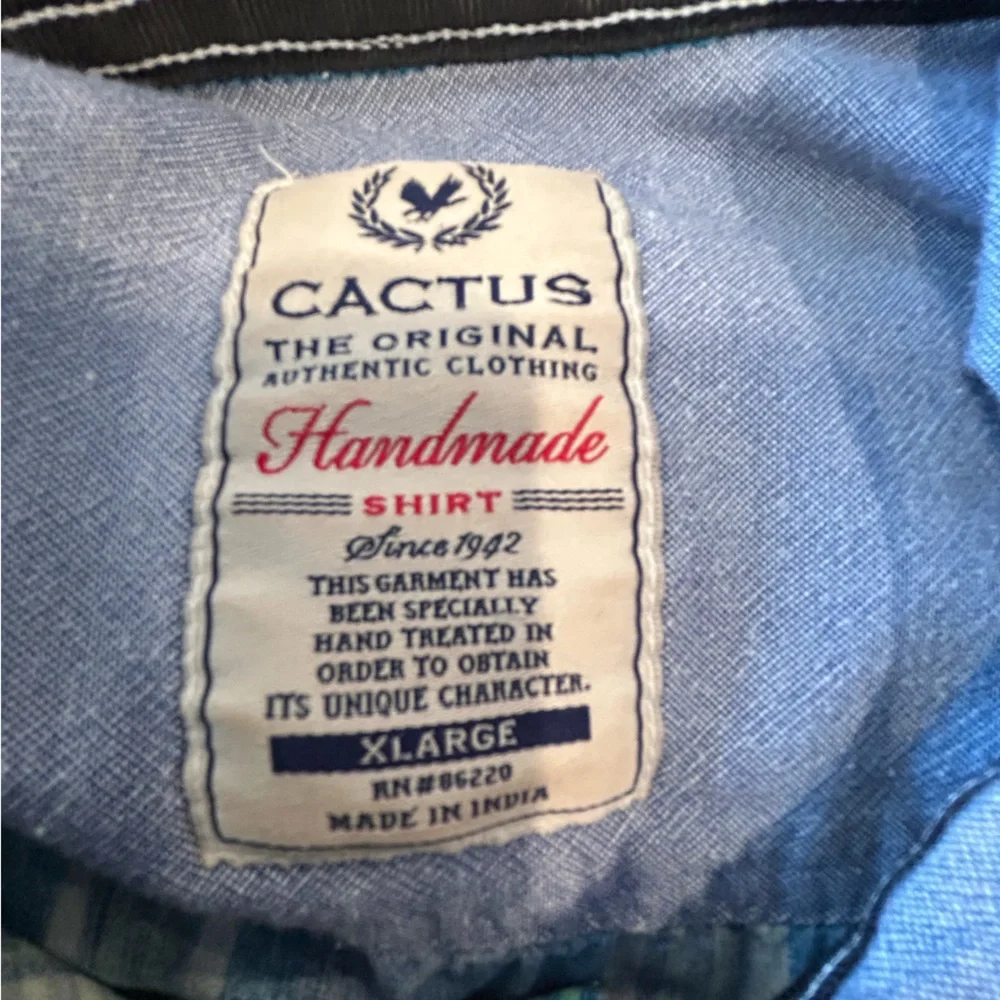 CACTUS
THE ORIGINAL
AUTHENTIC CLOTHING
Handmade
SHIRT
Since 1942
THIS GARMENT HAS
BEEN SPECIALLY
HAND TREATED IN
ORDER TO OBTAIN
ITS UNIQUE CHARACTER.
XLARGE
RN#86220
MADE IN INDIA